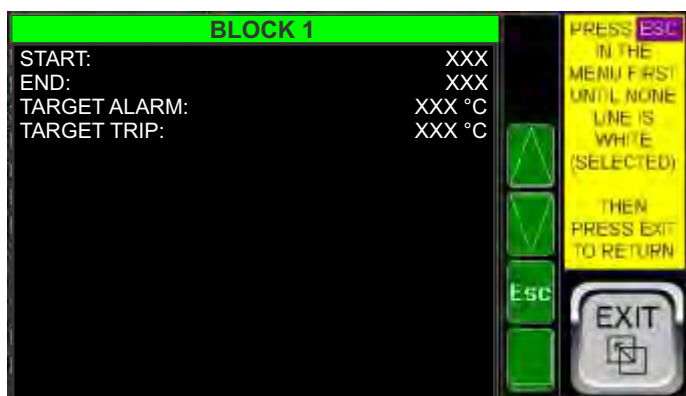 BLOCK 1
START: XXX
END: XXX
TARGET ALARM: XXX °C
TARGET TRIP: XXX °C
PRESS ESC
IN THE
MENU FIRST
UNTIL NONE
LINE IS
WHITE
(SELECTED)
THEN
PRESS EXIT
TO RETURN
Esc
EXIT